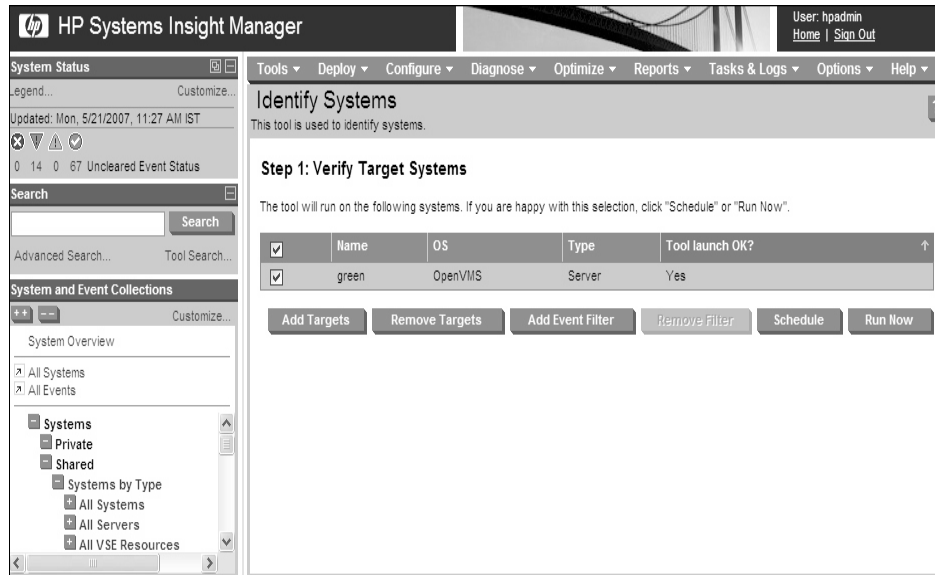 hp HP Systems Insight Manager
User: hpadmin
Home | Sign Out
System Status
Legend... Customize...
Updated: Mon, 5/21/2007, 11:27 AM IST
0 14 0 67 Uncleared Event Status
Search
Search
Advanced Search... Tool Search...
System and Event Collections
++ -- Customize...
System Overview
All Systems
All Events
Systems
Private
Shared
Systems by Type
All Systems
All Servers
All VSE Resources
Tools Deploy Configure Diagnose Optimize Reports Tasks & Logs Options Help
Identify Systems
This tool is used to identify systems.
Step 1: Verify Target Systems
The tool will run on the following systems. If you are happy with this selection, click "Schedule" or "Run Now".
Name OS Type Tool launch OK?
green OpenVMS Server Yes
Add Targets Remove Targets Add Event Filter Remove Filter Schedule Run Now